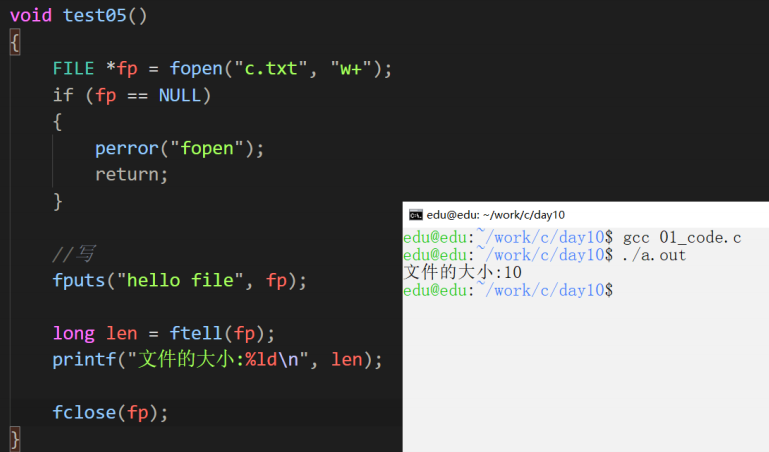 void test05()
{
FILE *fp = fopen("c.txt", "w+");
if (fp == NULL)
{
perror("fopen");
return;
}
//写
fputs("hello file", fp);
long len = ftell(fp);
printf("文件的大小:%ld\n", len);
fclose(fp);
}
edu@edu: ~/work/c/day10
edu@edu:~/work/c/day10$ gcc 01_code.c
edu@edu:~/work/c/day10$ ./a.out
文件的大小:10
edu@edu:~/work/c/day10$